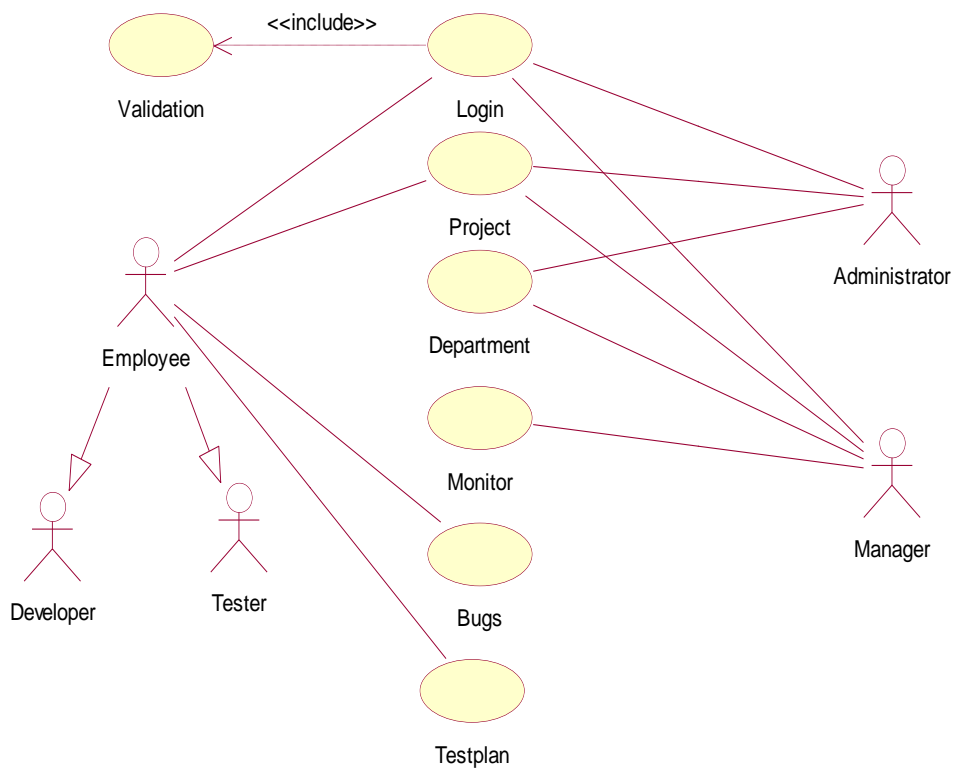 <<include>>
Validation
Login
Project
Administrator
Employee
Department
Monitor
Manager
Developer
Tester
Bugs
Testplan